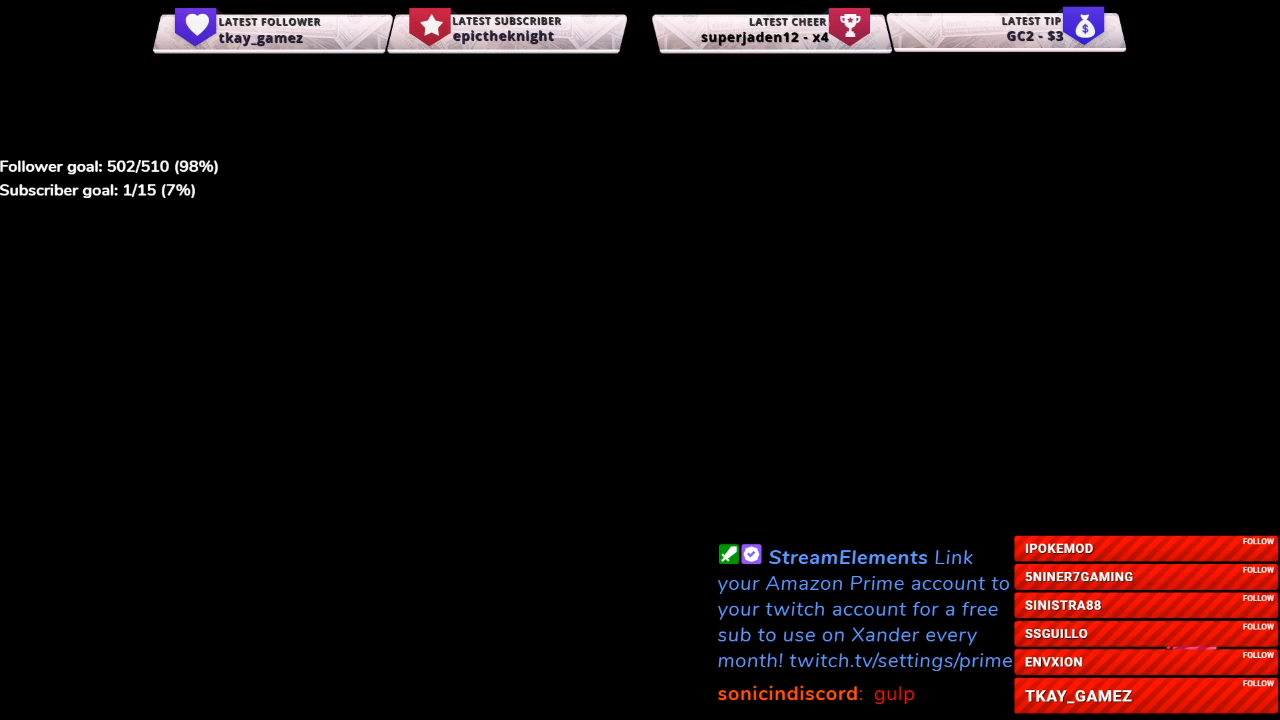 LATEST FOLLOWER
tkay_gamez
LATEST SUBSCRIBER
epictheknight
LATEST CHEER
superjaden12 - x4
LATEST TIP
GC2 - $3
Follower goal: 502/510 (98%)
Subscriber goal: 1/15 (7%)
StreamElements Link
your Amazon Prime account to
your twitch account for a free
sub to use on Xander every
month! twitch.tv/settings/prime
sonicindiscord: gulp
IPOKEMOD FOLLOW
5NINER7GAMING FOLLOW
SINISTRA88 FOLLOW
SSGUILLO FOLLOW
ENVXION FOLLOW
TKAY_GAMEZ FOLLOW